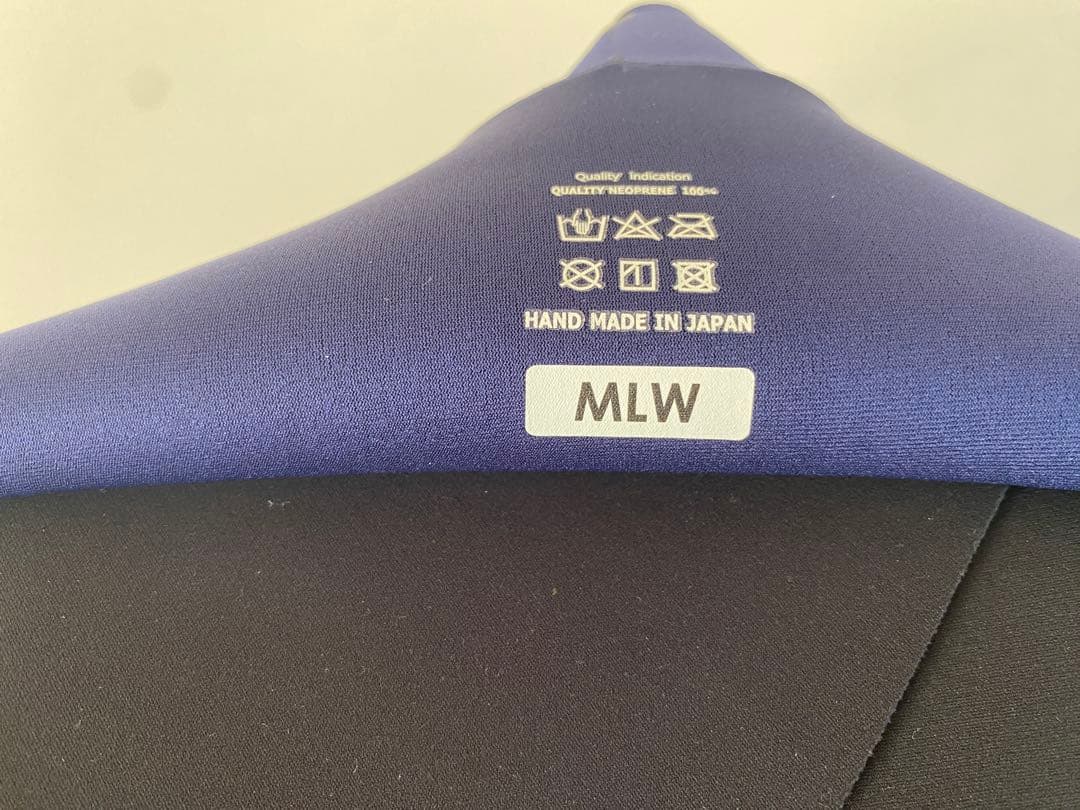 Quality Indication
QUALITY NEOPRENE 100%
HAND MADE IN JAPAN
MLW